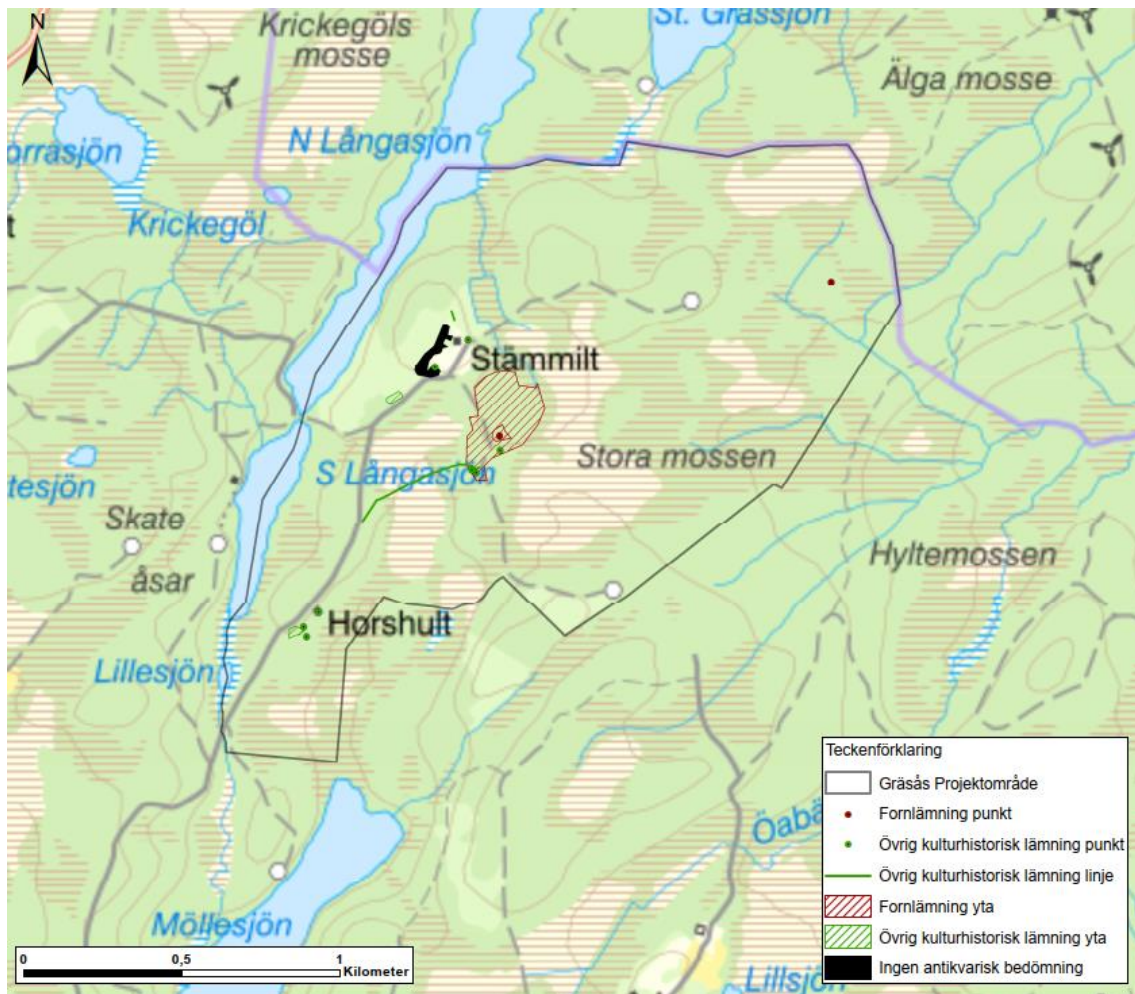 N
Krickegöls
mosse
St. Grässjön
Älga mosse
N Långasjön
orrasjön
Krickegöl
t
Stämmilt
Stora mossen
S Långasjön
tesjön
Skate
åsar
Hyltemossen
Horshult
Lillesjön
Öabä
Möllesjön
Lillsjön
Teckenförklaring
Gräsås Projektområde
Fornlämning punkt
Övrig kulturhistorisk lämning punkt
Övrig kulturhistorisk lämning linje
Fornlämning yta
Övrig kulturhistorisk lämning yta
Ingen antikvarisk bedömning
0 0,5 1
Kilometer